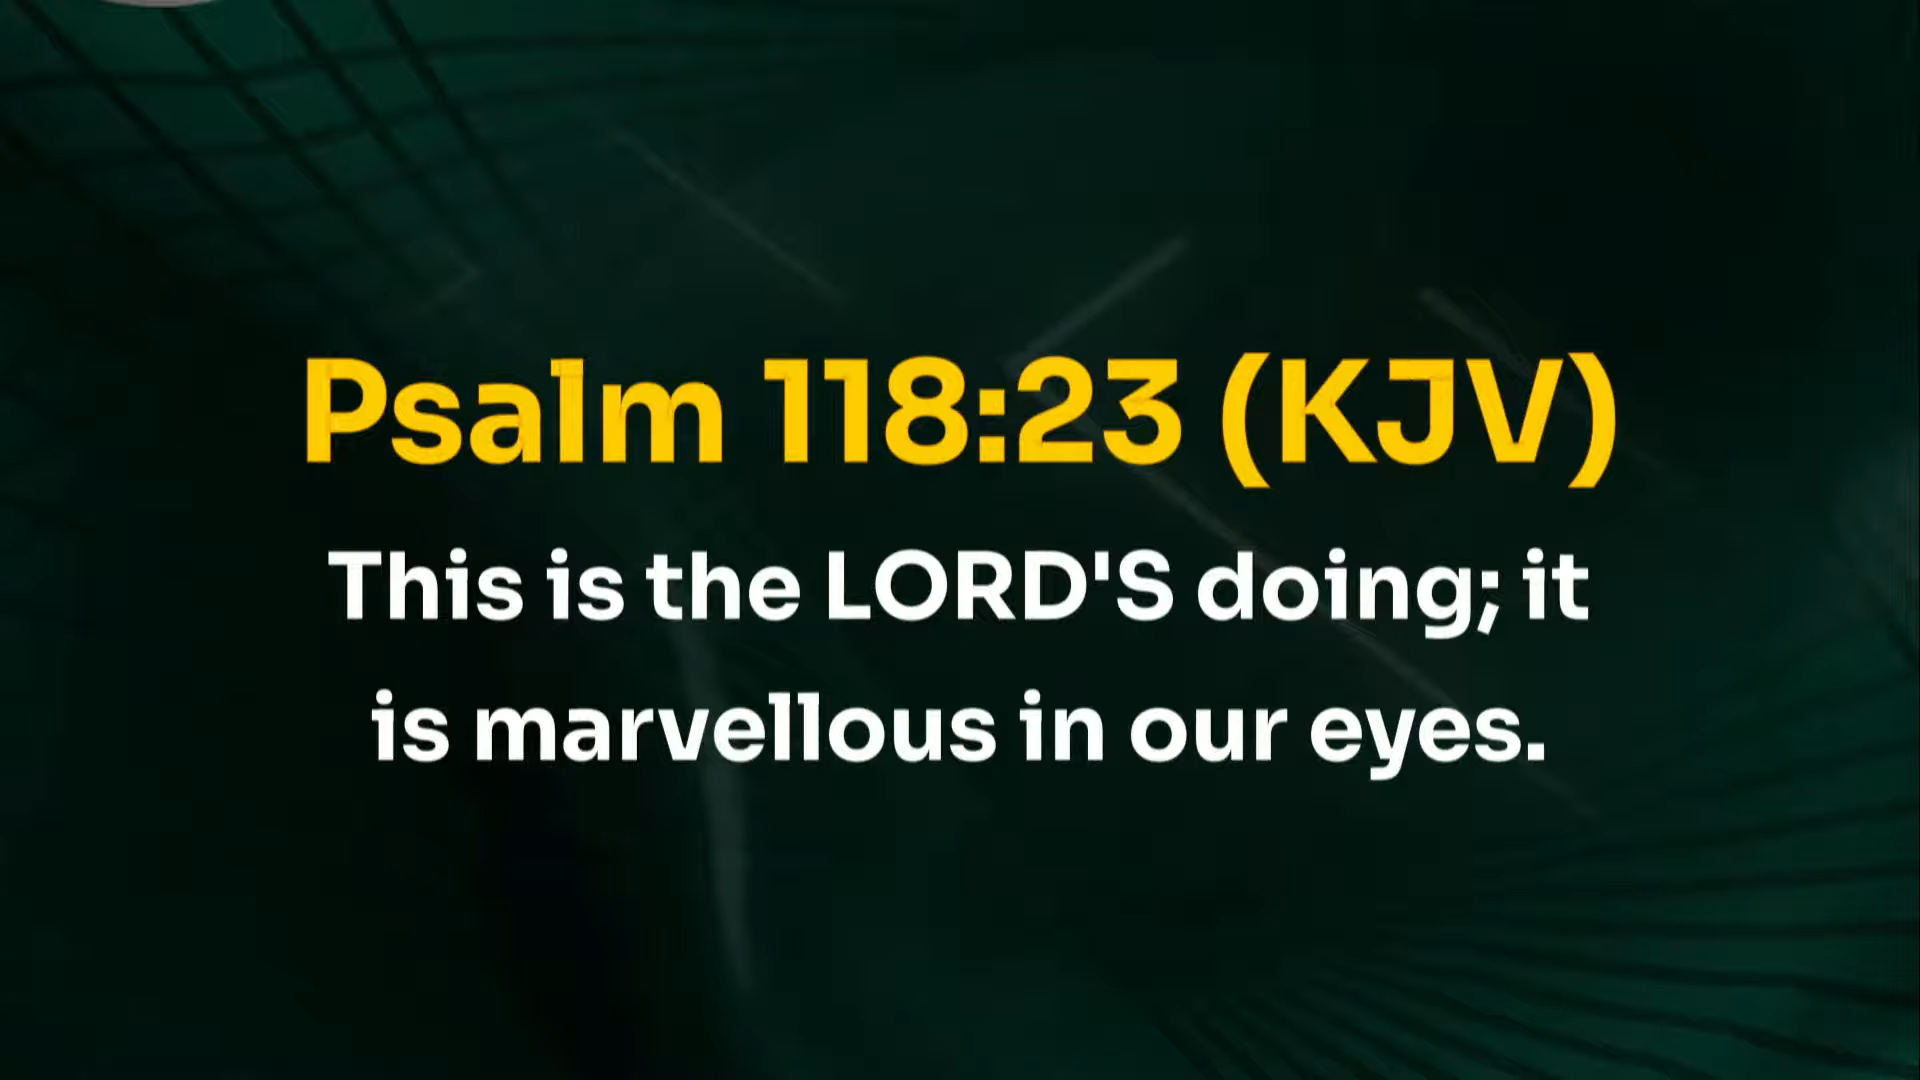 Psalm 118:23 (KJV)
This is the LORD'S doing; it
is marvellous in our eyes.